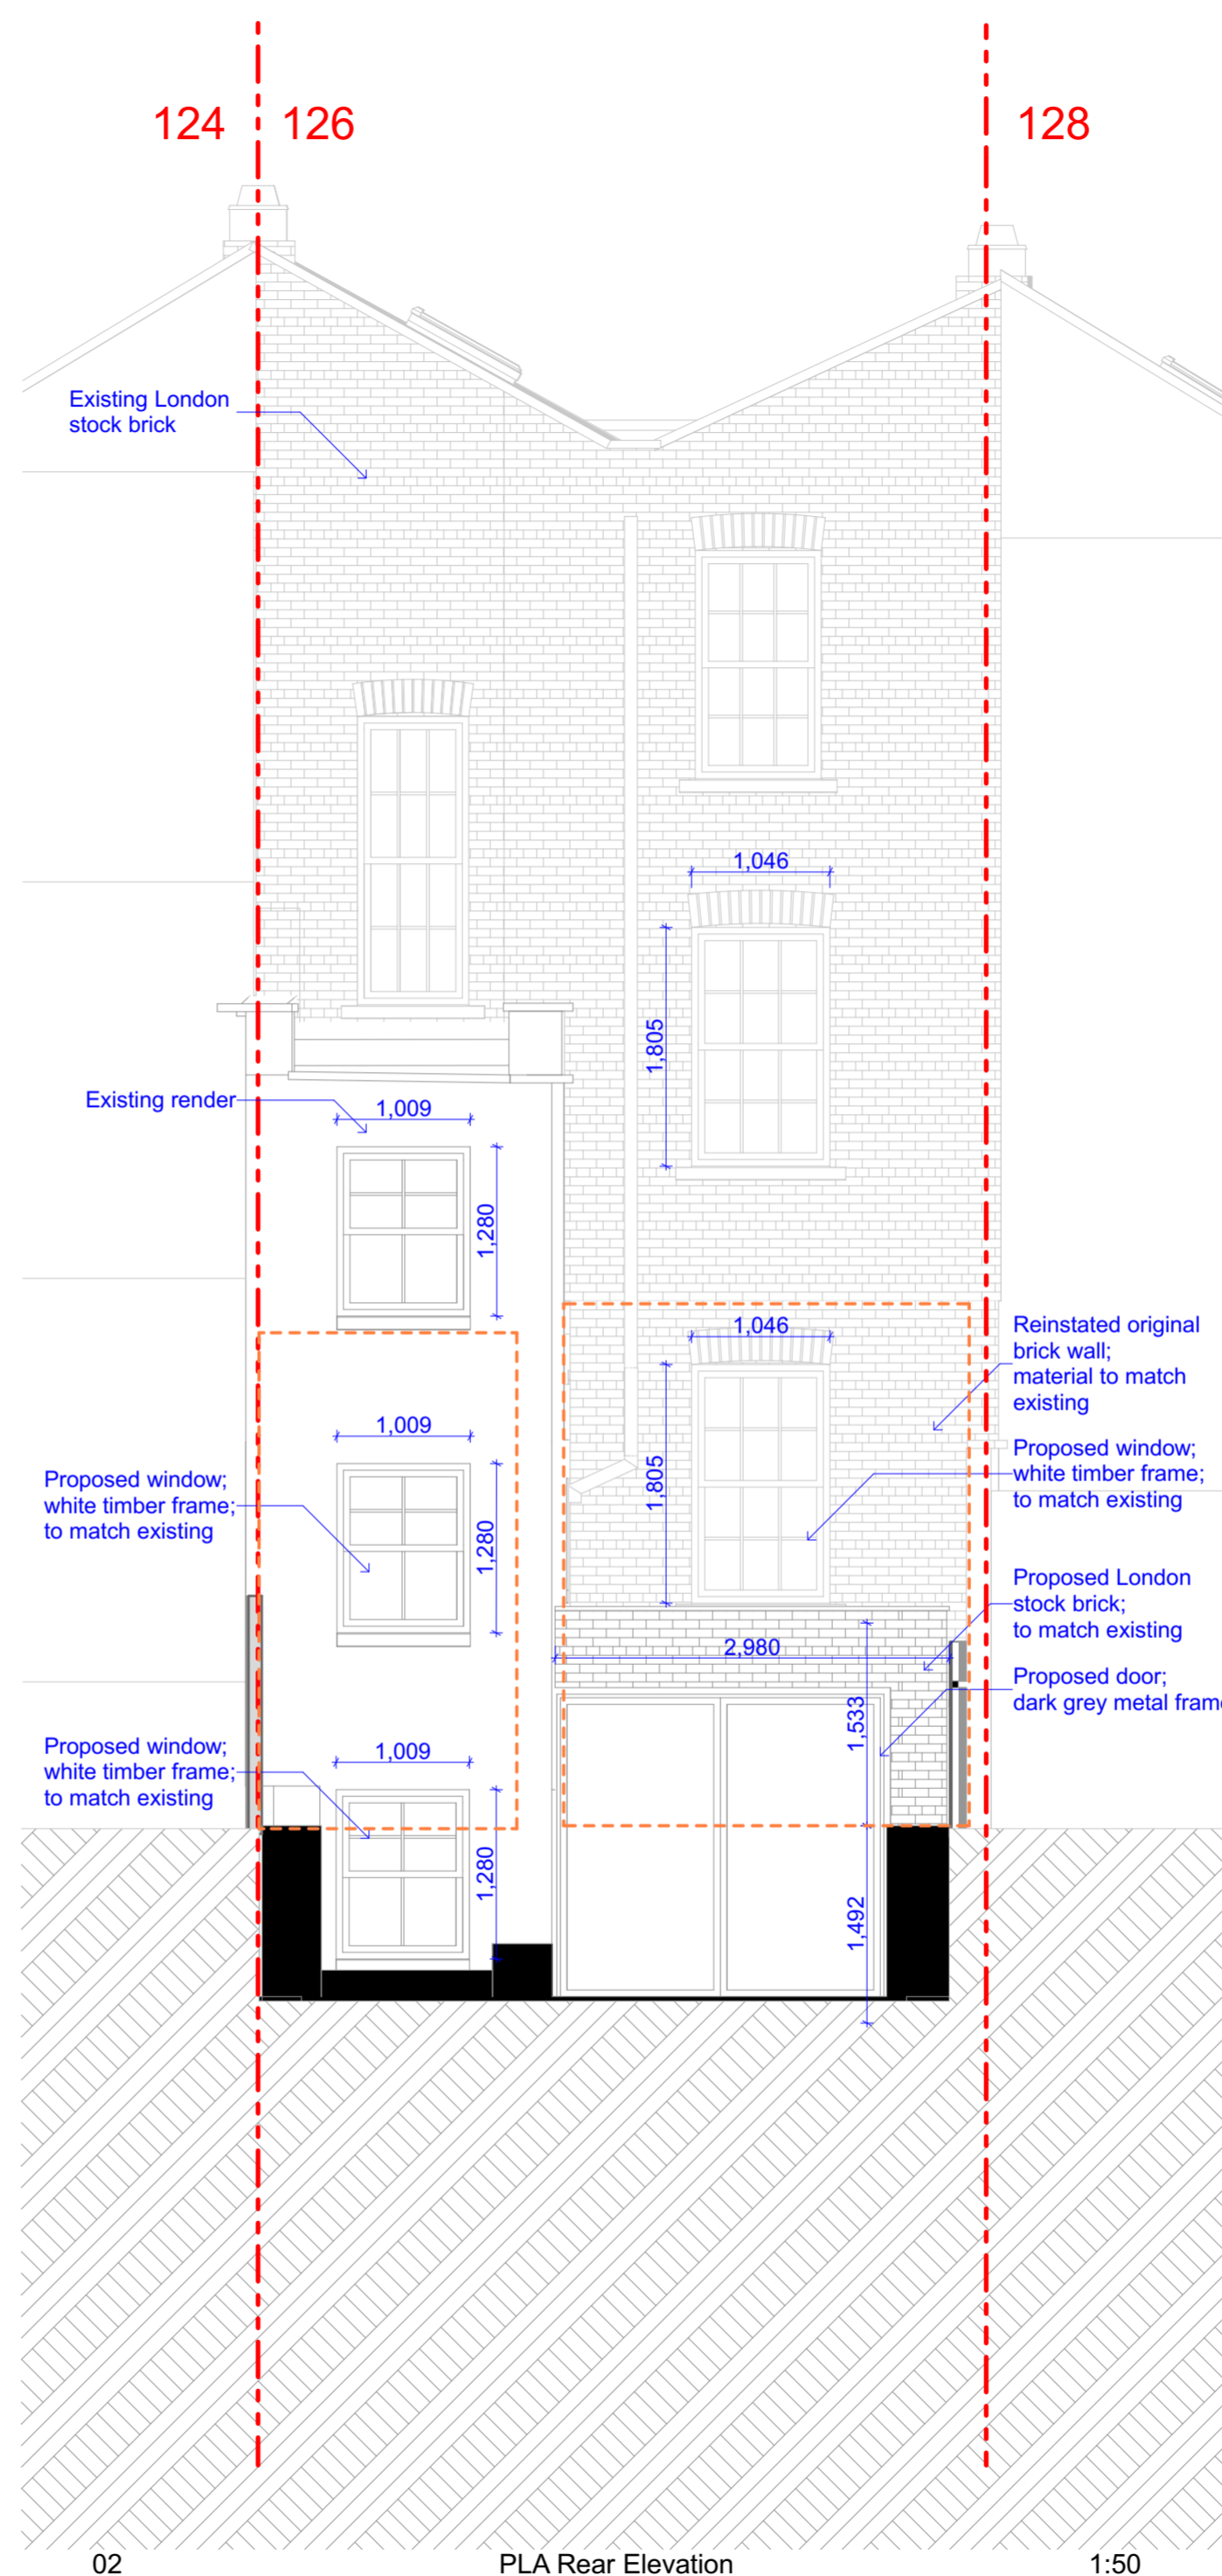 124
126
128
Existing London
stock brick
1,046
1,805
Existing render
1,009
1,280
Reinstated original
brick wall;
material to match
existing
1,046
1,805
Proposed window;
white timber frame;
to match existing
1,009
1,280
Proposed window;
white timber frame;
to match existing
Proposed London
stock brick;
to match existing
2,980
1,533
Proposed door;
dark grey metal fram
Proposed window;
white timber frame;
to match existing
1,009
1,280
1,492
02
PLA Rear Elevation
1:50